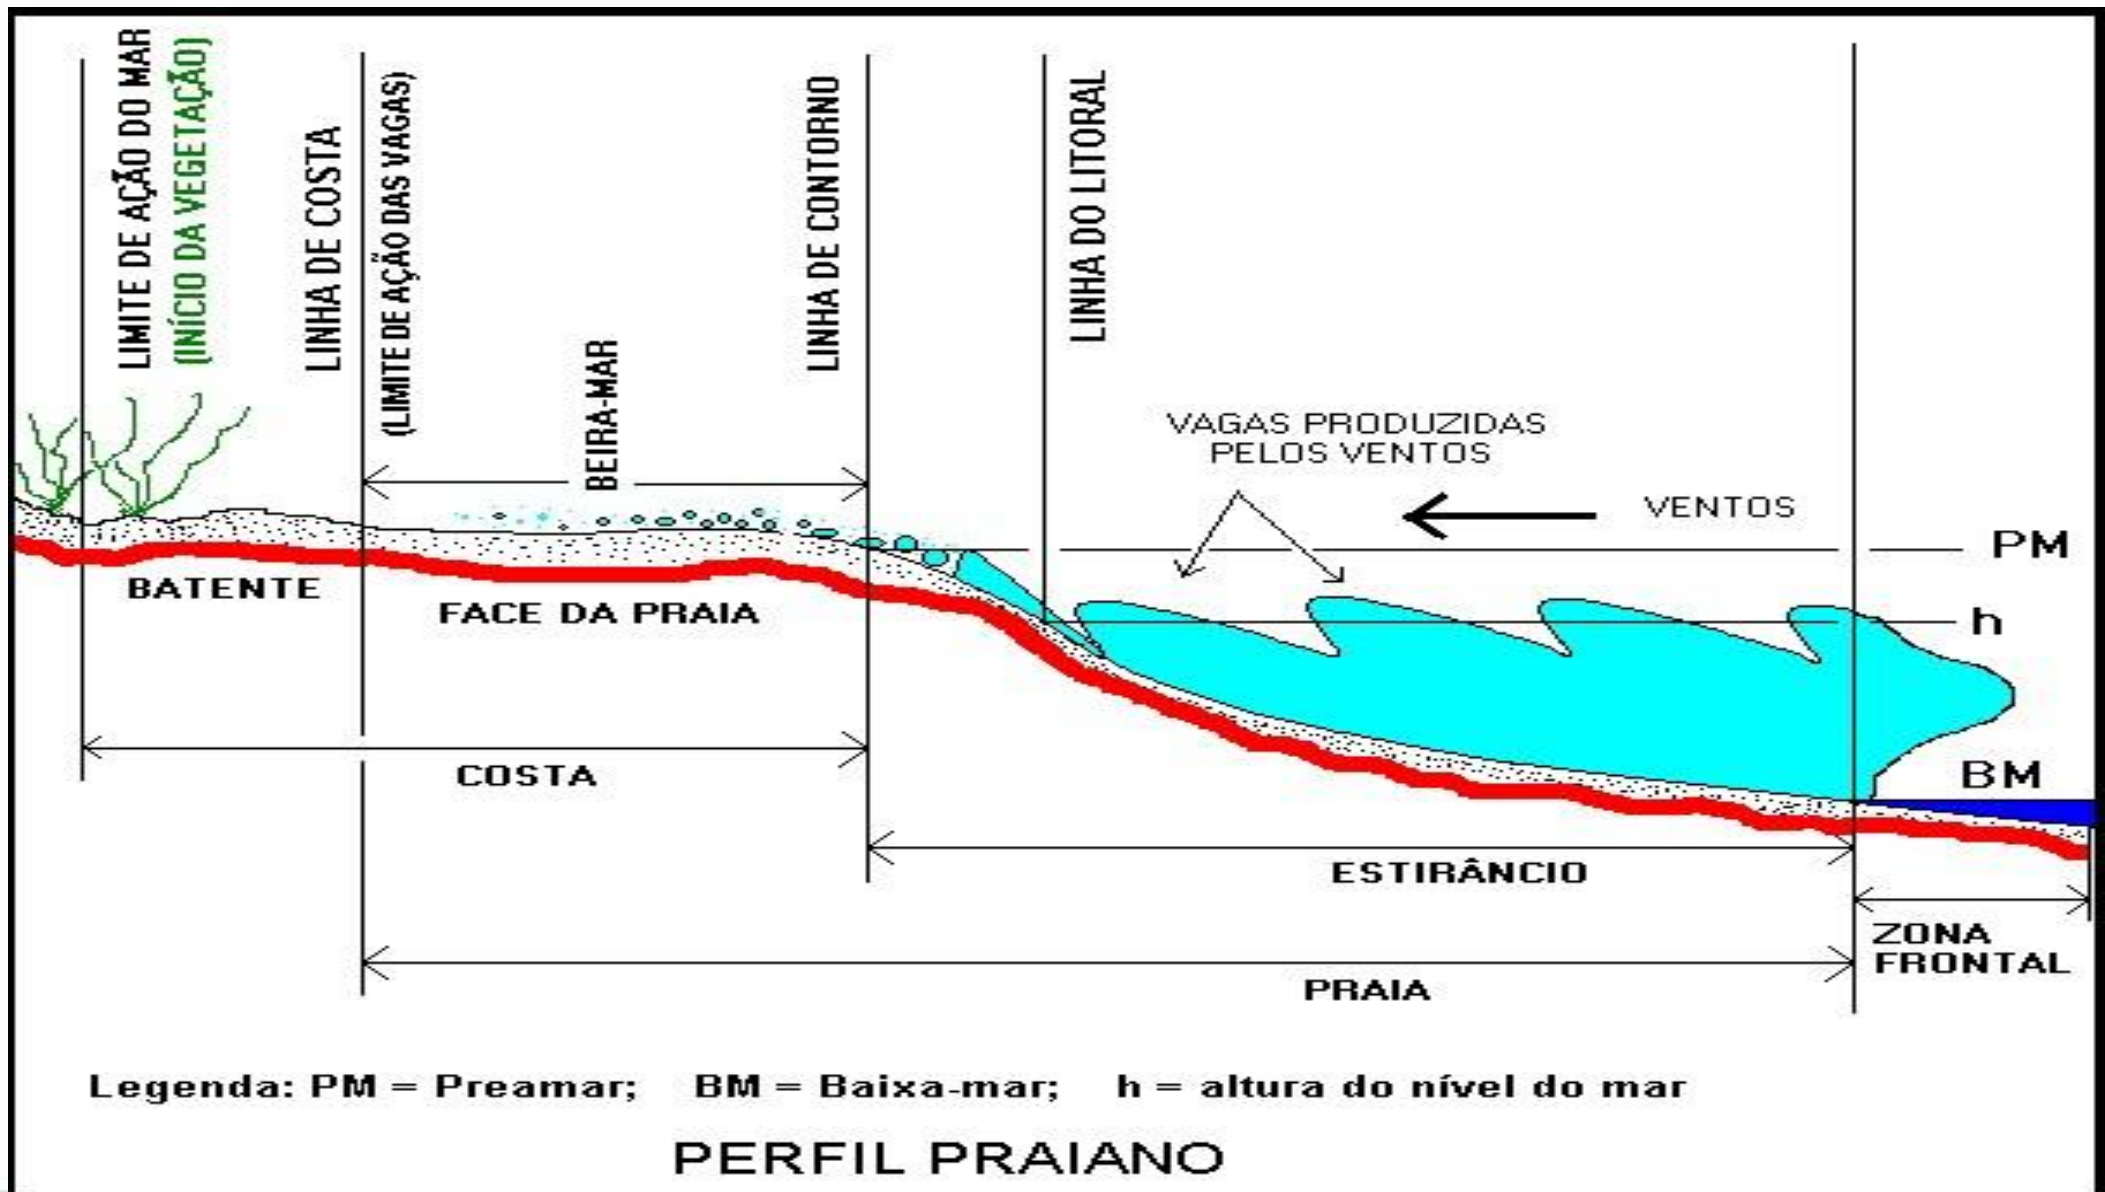 LIMITE DE AÇÃO DO MAR
(INÍCIO DA VEGETAÇÃO)
LINHA DE COSTA
(LIMITE DE AÇÃO DAS VAGAS)
BEIRA-MAR
LINHA DE CONTORNO
LINHA DO LITORAL
VAGAS PRODUZIDAS
PELOS VENTOS
VENTOS
PM
h
BM
BATENTE
FACE DA PRAIA
COSTA
ESTIRÂNCIO
ZONA
FRONTAL
PRAIA
Legenda: PM = Preamar; BM = Baixa-mar; h = altura do nível do mar
PERFIL PRAIANO